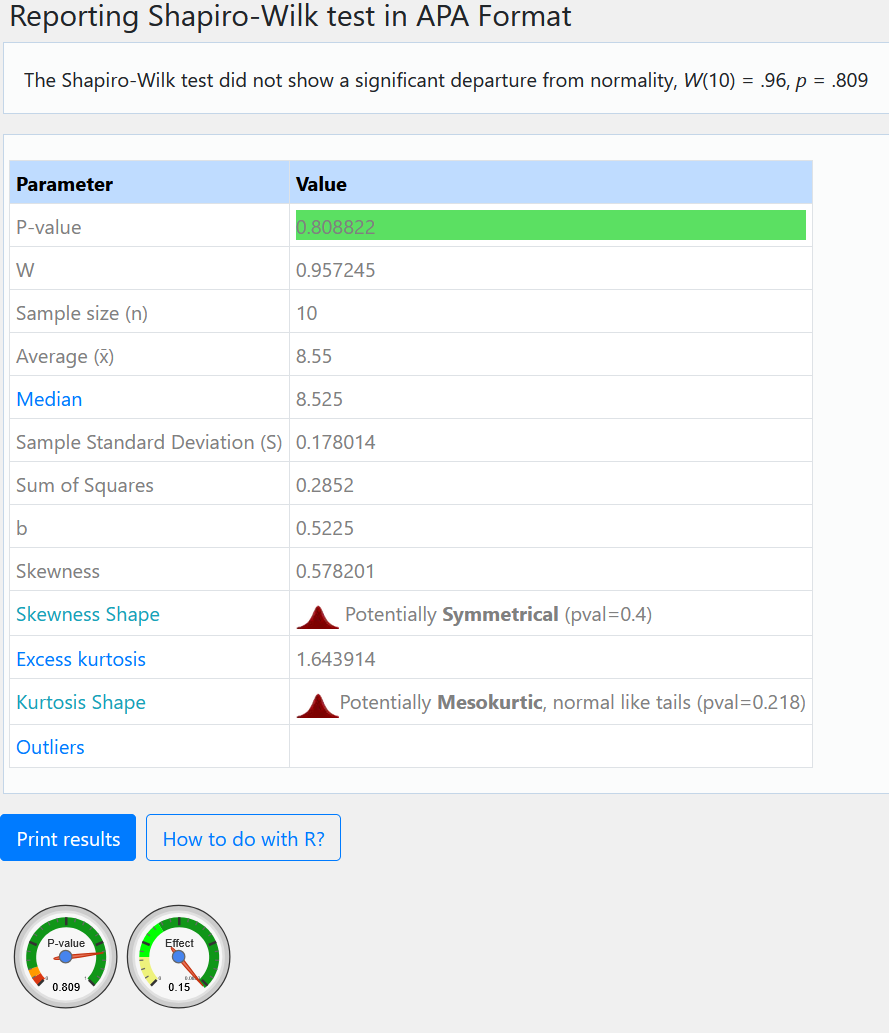 Reporting Shapiro-Wilk test in APA Format
The Shapiro-Wilk test did not show a significant departure from normality, W(10) = .96, p = .809
Parameter Value
P-value 0.808822
W 0.957245
Sample size (n) 10
Average (x̄) 8.55
Median 8.525
Sample Standard Deviation (S) 0.178014
Sum of Squares 0.2852
b 0.5225
Skewness 0.578201
Skewness Shape Potentially Symmetrical (pval=0.4)
Excess kurtosis 1.643914
Kurtosis Shape Potentially Mesokurtic, normal like tails (pval=0.218)
Outliers
Print results How to do with R?
P-value Effect
0.809 0.15